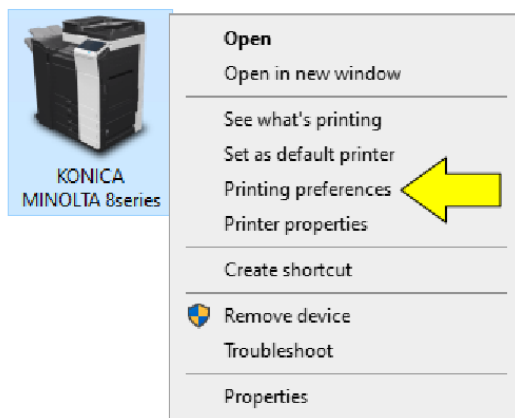 KONICA
MINOLTA 8series
Open
Open in new window
See what's printing
Set as default printer
Printing preferences
Printer properties
Create shortcut
Remove device
Troubleshoot
Properties